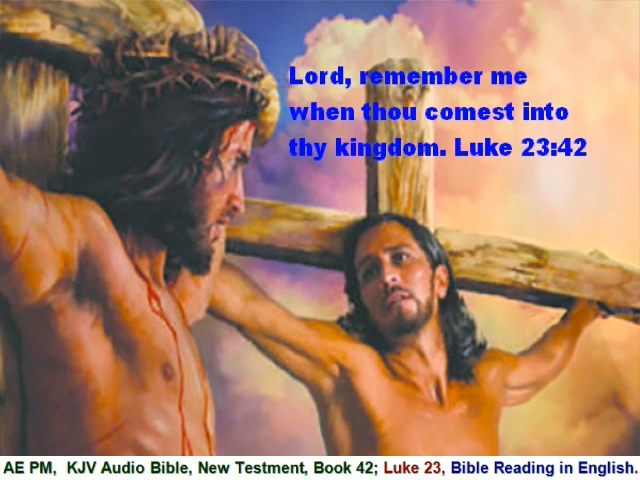 Lord, remember me
when thou comest into
thy kingdom. Luke 23:42
AE PM,  KJV Audio Bible, New Testment, Book 42; Luke 23, Bible Reading in English.